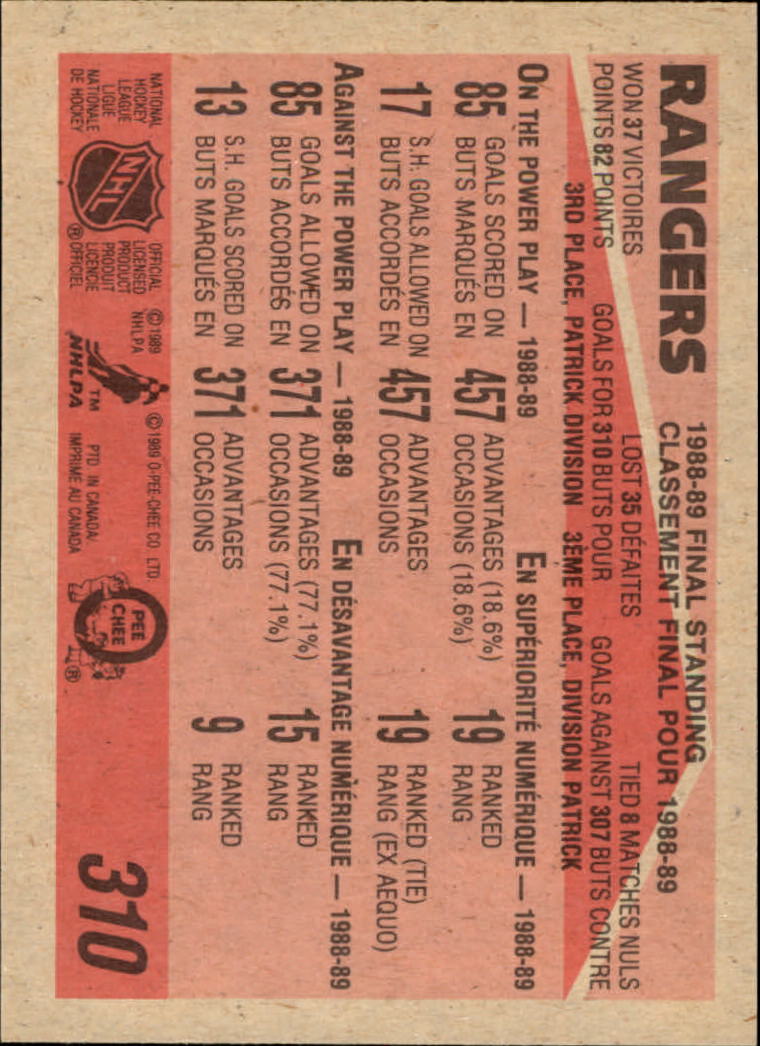 RANGERS
1988-89 FINAL STANDING
CLASSEMENT FINAL POUR 1988-89
WON 37 VICTOIRES LOST 35 DÉFAITES TIED 8 MATCHES NULS
POINTS 82 POINTS GOALS FOR 310 BUTS POUR GOALS AGAINST 307 BUTS CONTRE
3RD PLACE, PATRICK DIVISION 3ÈME PLACE, DIVISION PATRICK
ON THE POWER PLAY — 1988-89 EN SUPÉRIORITÉ NUMÉRIQUE — 1988-89
85 GOALS SCORED ON 457 ADVANTAGES (18.6%) 19 RANKED
BUTS MARQUÉS EN OCCASIONS (18.6%) RANG
17 S.H. GOALS ALLOWED ON 457 ADVANTAGES 19 RANKED (TIE)
BUTS ACCORDÉS EN OCCASIONS RANG (EX AEQUO)
AGAINST THE POWER PLAY — 1988-89 EN DÉSAVANTAGE NUMÉRIQUE — 1988-89
85 GOALS ALLOWED ON 371 ADVANTAGES (77.1%) 15 RANKED
BUTS ACCORDÉS EN OCCASIONS (77.1%) RANG
13 S.H. GOALS SCORED ON 371 ADVANTAGES 9 RANKED
BUTS MARQUÉS EN OCCASIONS RANG
NATIONAL
HOCKEY
LEAGUE
LIGUE
NATIONALE
DE HOCKEY
NHL
®
OFFICIAL
LICENSED
PRODUCT
PRODUIT
LICENCIE
OFFICIEL
©1989
NHLPA
™
NHLPA
©1989 O-PEE-CHEE CO. LTD.
PTD. IN CANADA/
IMPRIMÉ AU CANADA
O
PEE
CHEE
®
310